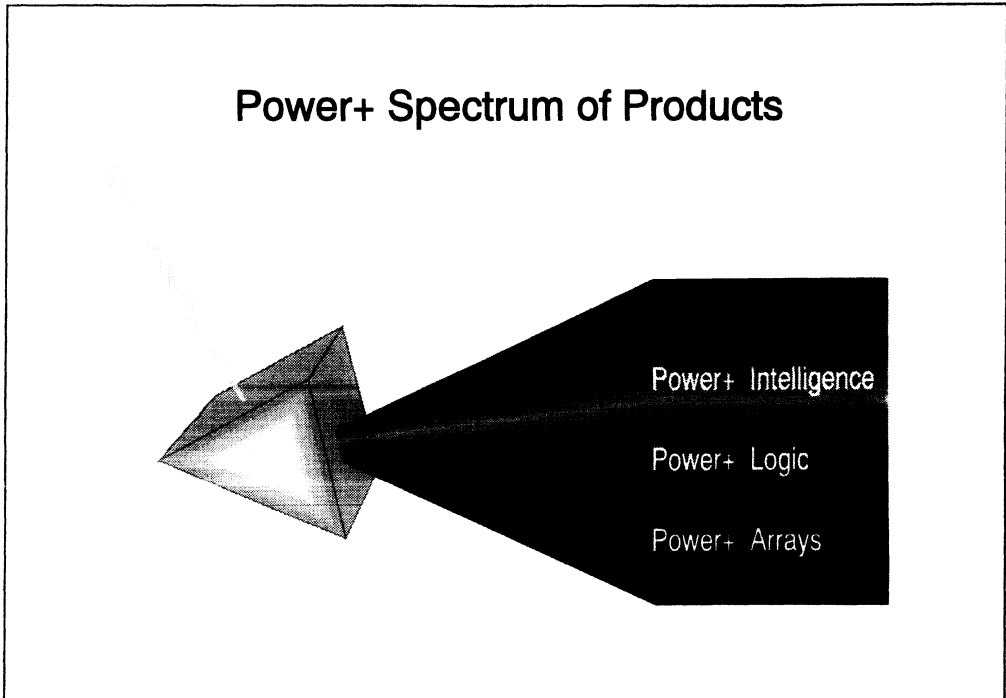 Power+ Spectrum of Products
Power+ Intelligence
Power+ Logic
Power+ Arrays